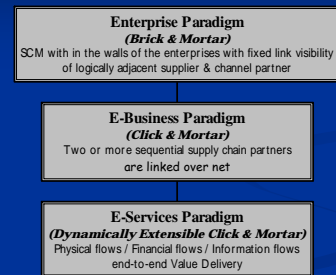 Enterprise Paradigm
(Brick & Mortar)
SCM with in the walls of the enterprises with fixed link visibility
of logically adjacent supplier & channel partner
E-Business Paradigm
(Click & Mortar)
Two or more sequential supply chain partners
are linked over net
E-Services Paradigm
(Dynamically Extensible Click & Mortar)
Physical flows / Financial flows / Information flows
end-to-end Value Delivery